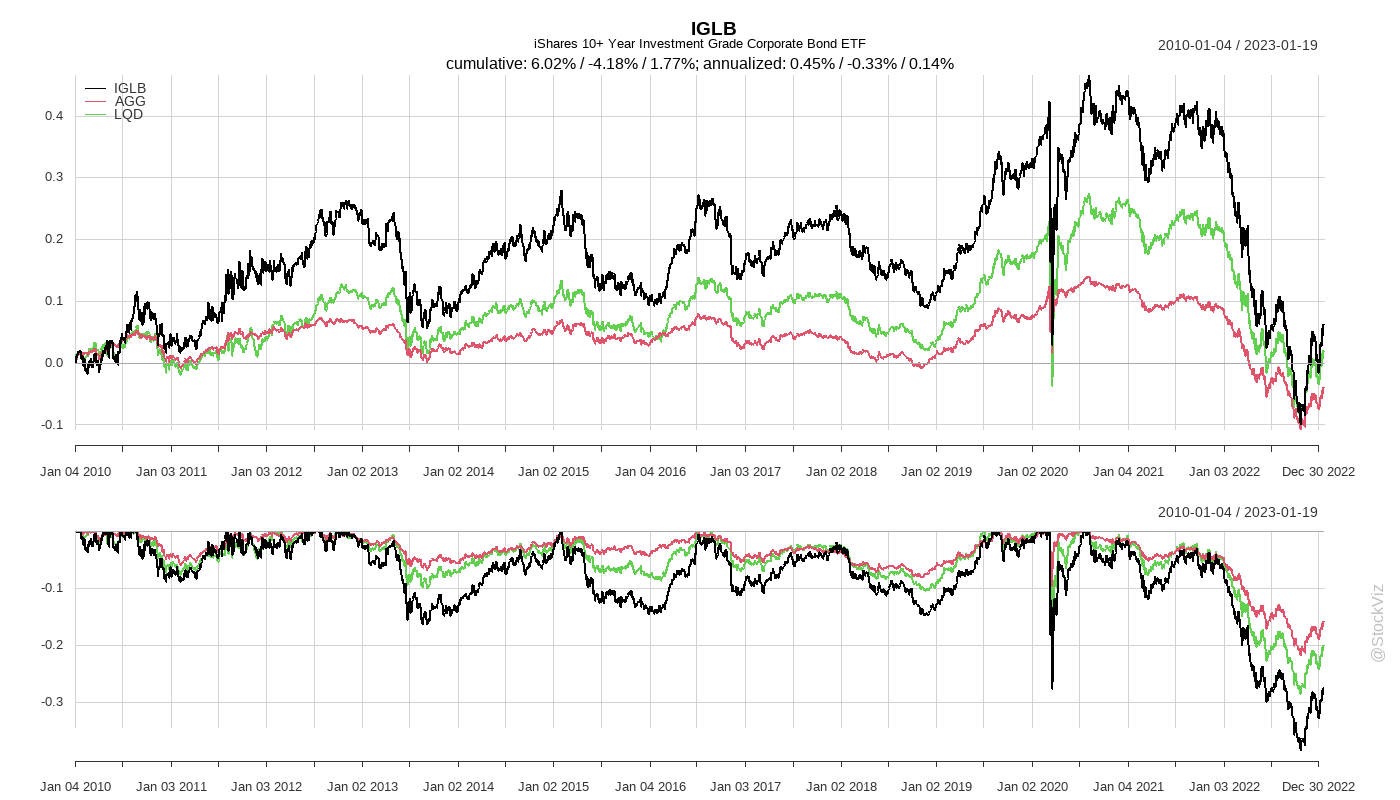 IGLB
iShares 10+ Year Investment Grade Corporate Bond ETF
2010-01-04 / 2023-01-19
cumulative: 6.02% / -4.18% / 1.77%; annualized: 0.45% / -0.33% / 0.14%
IGLB
AGG
LQD
0.4
0.3
0.2
0.1
0.0
-0.1
Jan 04 2010 Jan 03 2011 Jan 03 2012 Jan 02 2013 Jan 02 2014 Jan 02 2015 Jan 04 2016 Jan 03 2017 Jan 02 2018 Jan 02 2019 Jan 02 2020 Jan 04 2021 Jan 03 2022 Dec 30 2022
2010-01-04 / 2023-01-19
-0.1
-0.2
-0.3
Jan 04 2010 Jan 03 2011 Jan 03 2012 Jan 02 2013 Jan 02 2014 Jan 02 2015 Jan 04 2016 Jan 03 2017 Jan 02 2018 Jan 02 2019 Jan 02 2020 Jan 04 2021 Jan 03 2022 Dec 30 2022
@StockViz